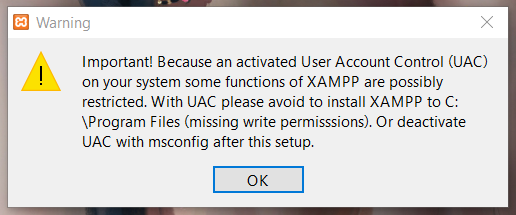 Warning
Important! Because an activated User Account Control (UAC)
on your system some functions of XAMPP are possibly
restricted. With UAC please avoid to install XAMPP to C:
\Program Files (missing write permisssions). Or deactivate
UAC with msconfig after this setup.
OK